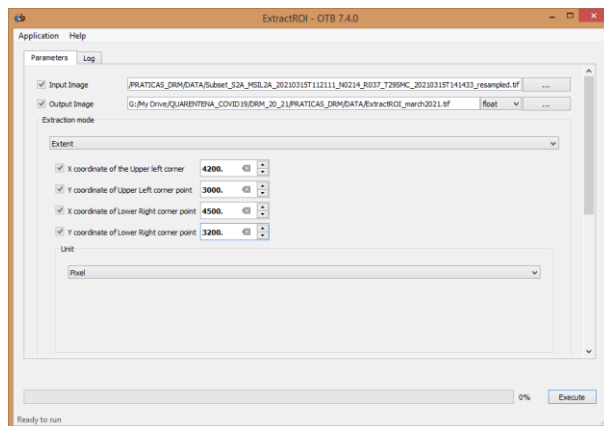 ExtractROI - OTB 7.4.0
Application Help
Parameters Log
Input Image /PRATICAS_DRM/DATA/Subset_S2A_MSIL2A_20210315T112111_N0214_R037_T29SMC_20210315T141433_resampled.tif ...
Output Image G:/My Drive/QUARENTENA_COVID19/DRM_20_21/PRATICAS_DRM/DATA/ExtractROI_march2021.tif float ...
Extraction mode
Extent
X coordinate of the Upper left corner 4200.
Y coordinate of Upper Left corner point 3000.
X coordinate of Lower Right corner point 4500.
Y coordinate of Lower Right corner point 3200.
Unit
Pixel
0% Execute
Ready to run